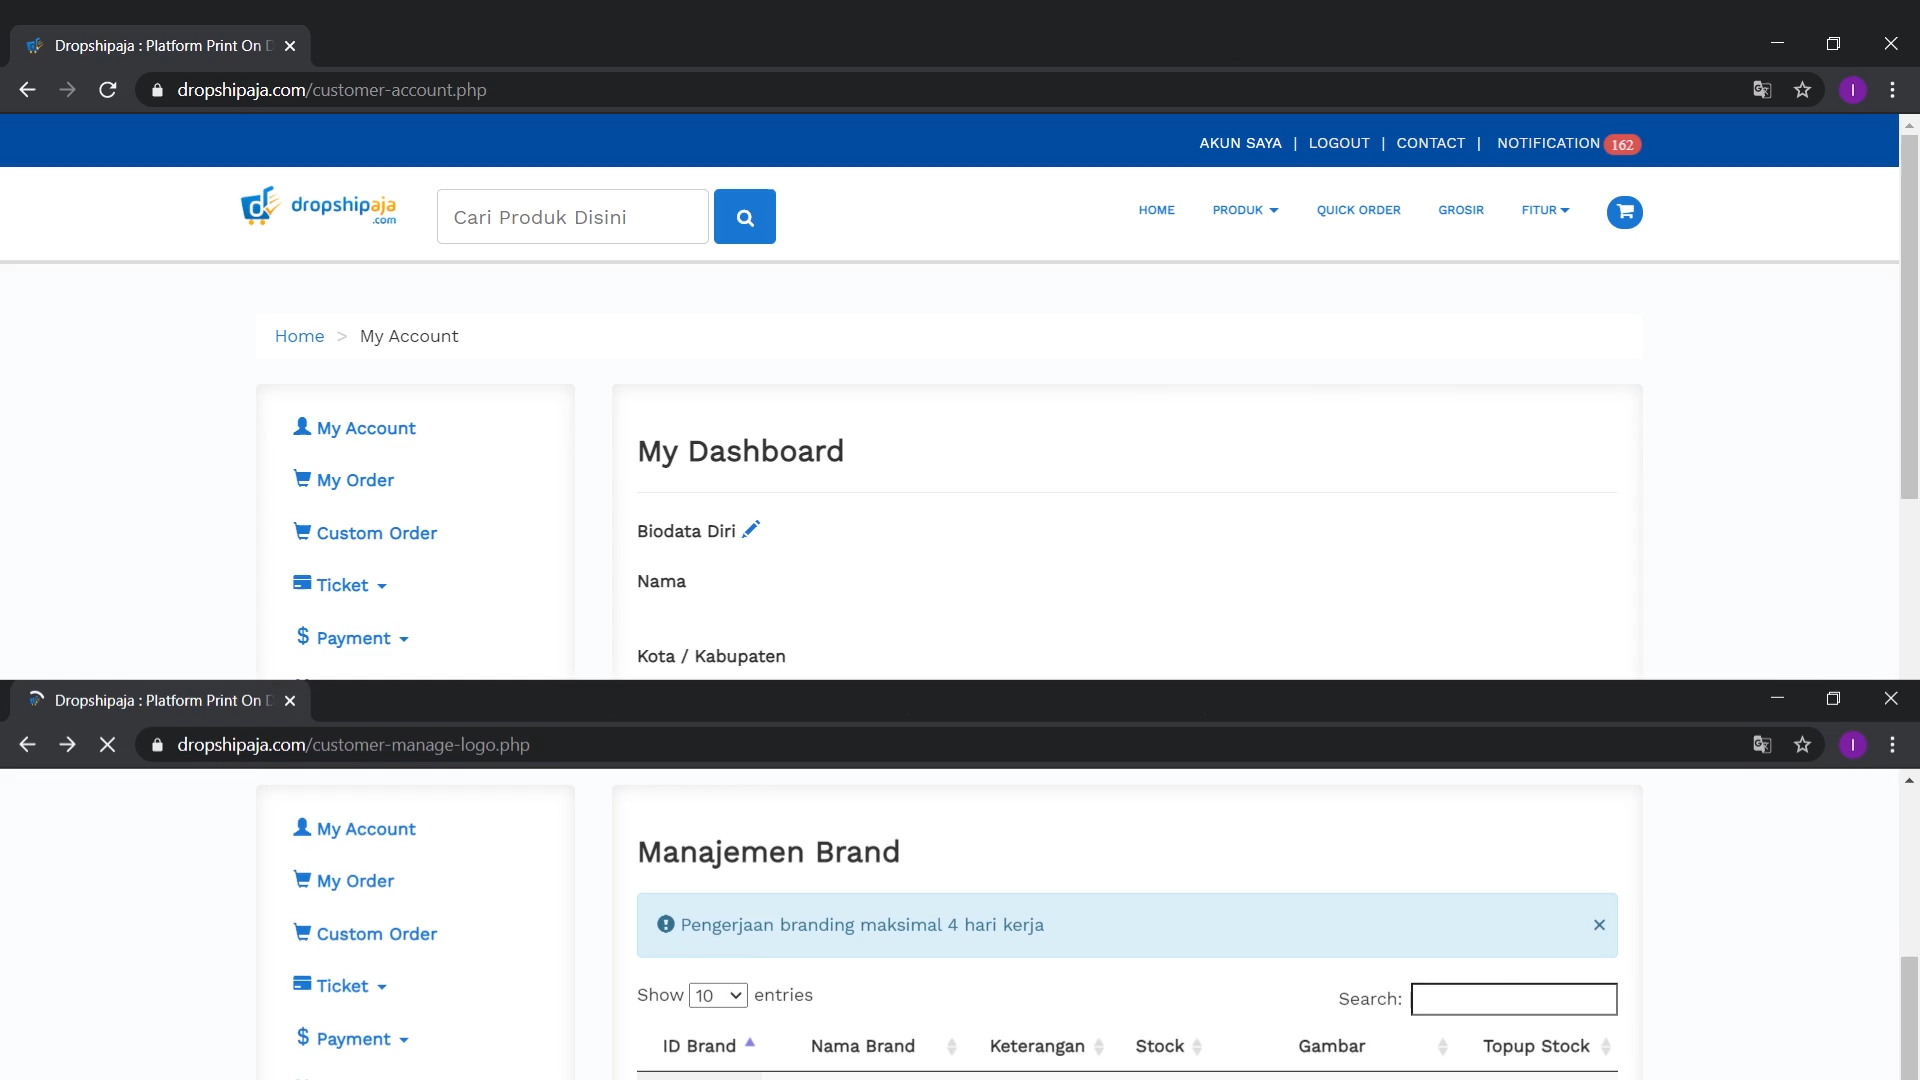 Dropshipaja : Platform Print On D
dropshipaja.com/customer-account.php
I
AKUN SAYA | LOGOUT | CONTACT | NOTIFICATION 162
dropshipaja
.com
Cari Produk Disini
HOME PRODUK QUICK ORDER GROSIR FITUR
Home > My Account
My Account
My Order
Custom Order
Ticket
$ Payment
My Dashboard
Biodata Diri
Nama
Kota / Kabupaten
Dropshipaja : Platform Print On D
dropshipaja.com/customer-manage-logo.php
I
My Account
My Order
Custom Order
Ticket
$ Payment
Manajemen Brand
Pengerjaan branding maksimal 4 hari kerja ×
Show 10 entries
Search:
ID Brand Nama Brand Keterangan Stock Gambar Topup Stock